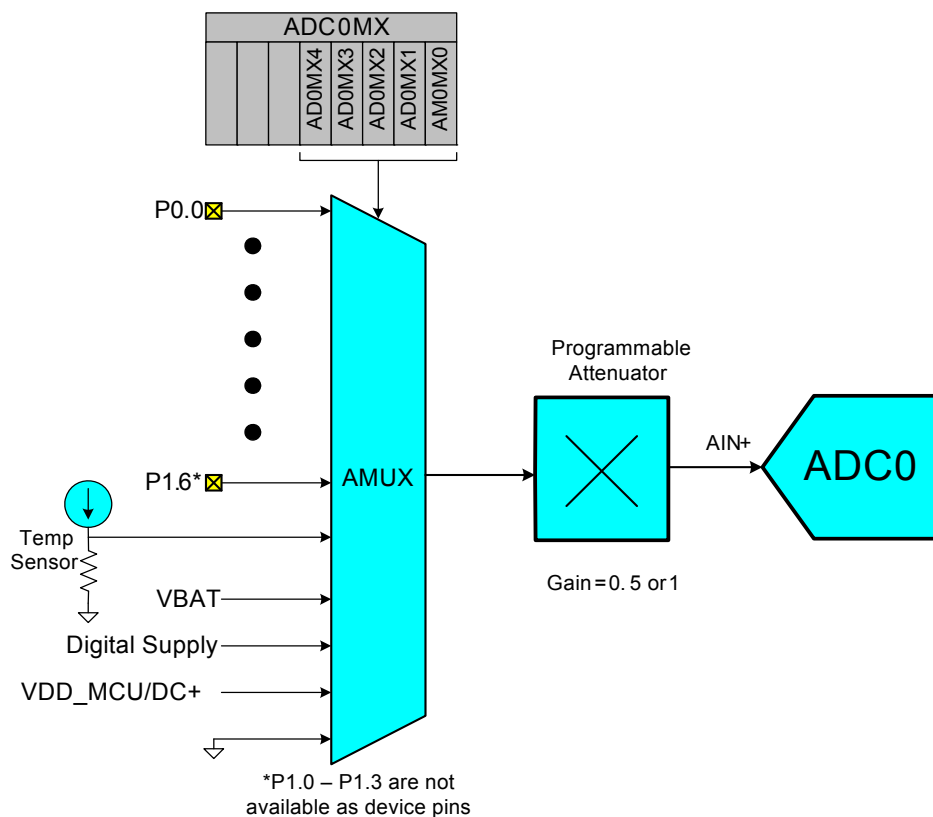 ADC0MX
AD0MX4
AD0MX3
AD0MX2
AD0MX1
AM0MX0
P0.0
Programmable
Attenuator
P1.6*
AMUX
AIN+
ADC0
Temp
Sensor
Gain=0.5 or 1
VBAT
Digital Supply
VDD_MCU/DC+
*P1.0 – P1.3 are not
available as device pins